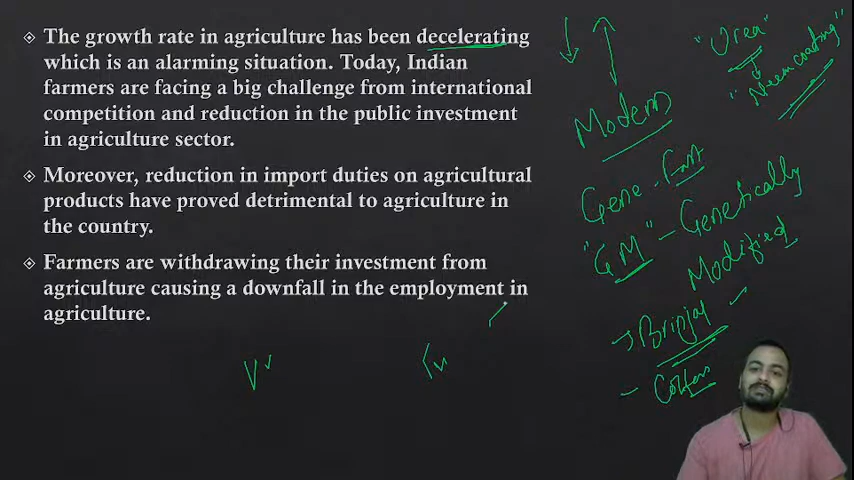 The growth rate in agriculture has been decelerating
which is an alarming situation. Today, Indian
farmers are facing a big challenge from international
competition and reduction in the public investment
in agriculture sector.
Moreover, reduction in import duties on agricultural
products have proved detrimental to agriculture in
the country.
Farmers are withdrawing their investment from
agriculture causing a downfall in the employment in
agriculture.
"Urea"
"Neem coating"
Modern
Gene-
"GM" - Genetically
Modified
Brinjal
- Cotton